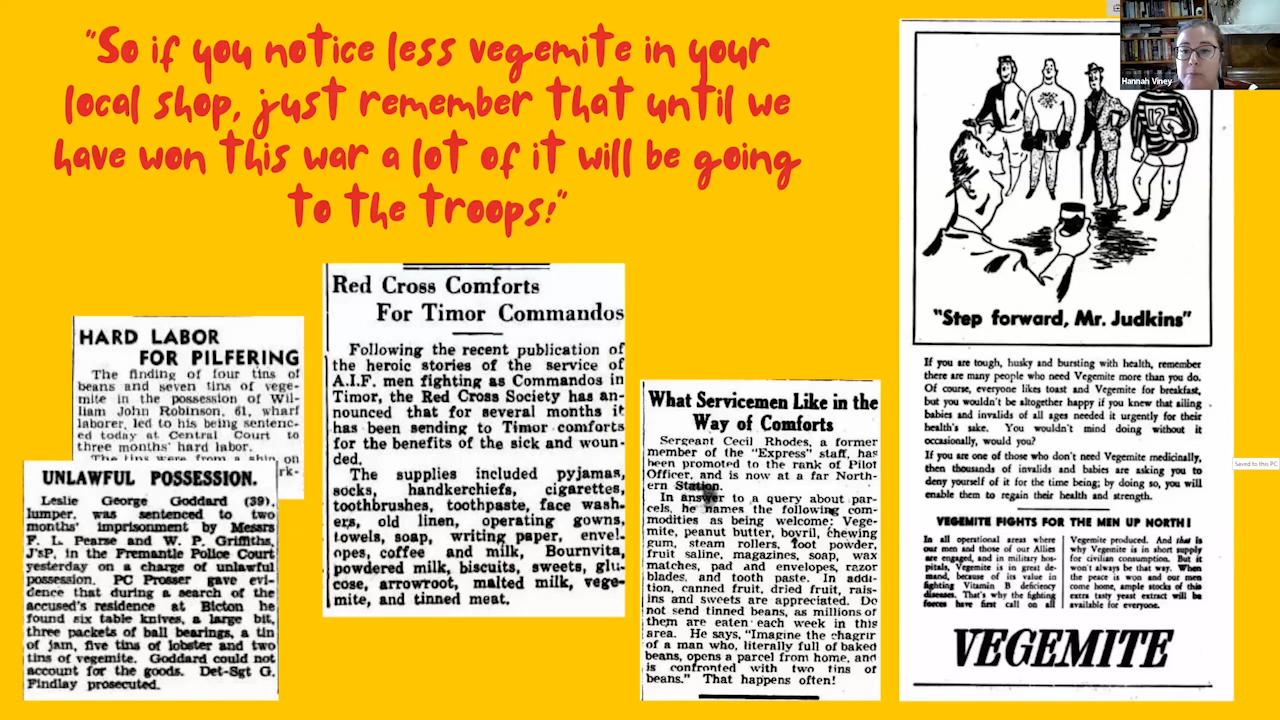 "So if you notice less vegemite in your
local shop, just remember that until we
have won this war a lot of it will be going
to the troops!"
HARD LABOR
FOR PILFERING
The finding of four tins of
beans and seven tins of vege-
mite in the possession of Wil-
liam John Robinson, 61, wharf
laborer, led to his being sentenc-
ed today at Central Court to
three months' hard labor.
The tins were from a ship on
UNLAWFUL POSSESSION.
Leslie George Goddard (39),
lumper, was sentenced to two
months' imprisonment by Messrs
F. L. Pearse and W. P. Griffiths,
J's.P, in the Fremantle Police Court
yesterday on a charge of unlawful
possession. PC Prosser gave evi-
dence that during a search of the
accused's residence at Bicton he
found six table knives, a large bit,
three packets of ball bearings, a tin
of jam, five tins of lobster and two
tins of vegemite. Goddard could not
account for the goods. Det-Sgt G.
Findlay prosecuted.
Red Cross Comforts
For Timor Commandos
Following the recent publication of
the heroic stories of the service of
A.I.F. men fighting as Commandos in
Timor, the Red Cross Society has an-
nounced that for several months it
has been sending to Timor comforts
for the benefits of the sick and woun-
ded.
The supplies included pyjamas,
socks, handkerchiefs, cigarettes,
toothbrushes, toothpaste, face wash-
ers, old linen, operating gowns,
towels, soap, writing paper, envel-
opes, coffee and milk, Bournvita,
powdered milk, biscuits, sweets, glu-
cose, arrowroot, malted milk, vege-
mite, and tinned meat.
What Servicemen Like in the
Way of Comforts
Sergeant Cecil Rhodes, a former
member of the "Express" staff, has
been promoted to the rank of Pilot
Officer, and is now at a far North-
ern Station.
In answer to a query about par-
cels, he names the following com-
modities as being welcome: Vege-
mite, peanut butter, bovril, chewing
gum, steam rollers, foot powder,
fruit saline, magazines, soap, wax
matches, pad and envelopes, razor
blades, and tooth paste. In addi-
tion, canned fruit, dried fruit, rais-
ins and sweets are appreciated. Do
not send tinned beans, as millions of
them are eaten each week in this
area. He says, "Imagine the chagrin
of a man who, literally full of baked
beans, opens a parcel from home, and
is confronted with two tins of
beans." That happens often!
Hannah Viney
12
"Step forward, Mr. Judkins"
If you are tough, husky and bursting with health, remember
there are many people who need Vegemite more than you do.
Of course, everyone likes toast and Vegemite for breakfast,
but you wouldn't be altogether happy if you knew that ailing
babies and invalids of all ages needed it urgently for their
health's sake. You wouldn't mind doing without it
occasionally, would you?
If you are one of those who don't need Vegemite medicinally,
then thousands of invalids and babies are asking you to
deny yourself of it for the time being; by doing so, you will
enable them to regain their health and strength.
VEGEMITE FIGHTS FOR THE MEN UP NORTH!
In all operational areas where
our men and those of our Allies
are engaged, and in military hos-
pitals, Vegemite is in great de-
mand, because of its value in
fighting Vitamin B deficiency
diseases. That's why the fighting
forces have first call on all
Vegemite produced. And that is
why Vegemite is in short supply
for civilian consumption. But it
won't always be that way. When
the peace is won and our men
come home, ample stocks of this
extra tasty yeast extract will be
available for everyone.
VEGEMITE
Saved to this PC